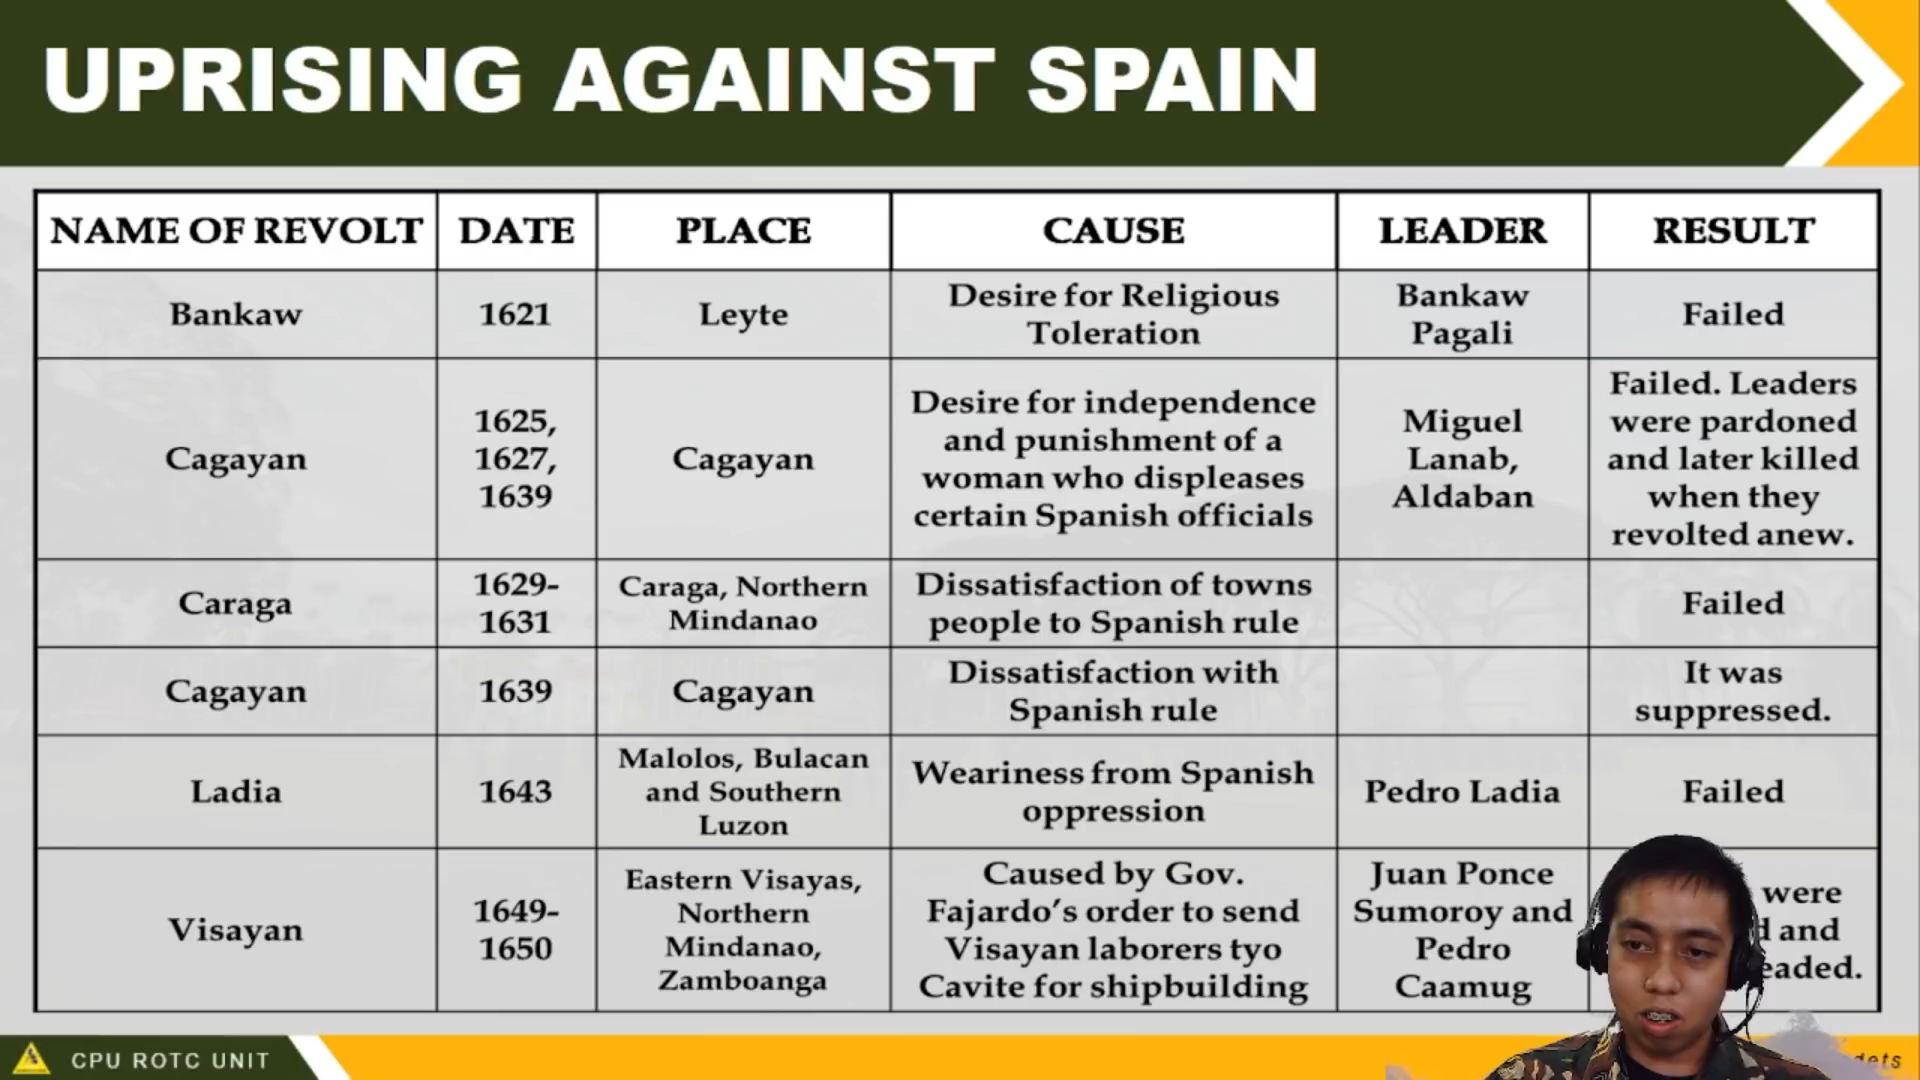 UPRISING AGAINST SPAIN
NAME OF REVOLT DATE PLACE CAUSE LEADER RESULT
Bankaw 1621 Leyte Desire for Religious Toleration Bankaw Pagali Failed
Cagayan 1625, 1627, 1639 Cagayan Desire for independence and punishment of a woman who displeases certain Spanish officials Miguel Lanab, Aldaban Failed. Leaders were pardoned and later killed when they revolted anew.
Caraga 1629-1631 Caraga, Northern Mindanao Dissatisfaction of towns people to Spanish rule Failed
Cagayan 1639 Cagayan Dissatisfaction with Spanish rule It was suppressed.
Ladia 1643 Malolos, Bulacan and Southern Luzon Weariness from Spanish oppression Pedro Ladia Failed
Visayan 1649-1650 Eastern Visayas, Northern Mindanao, Zamboanga Caused by Gov. Fajardo's order to send Visayan laborers tyo Cavite for shipbuilding Juan Ponce Sumoroy and Pedro Caamug were and
CPU ROTC UNIT